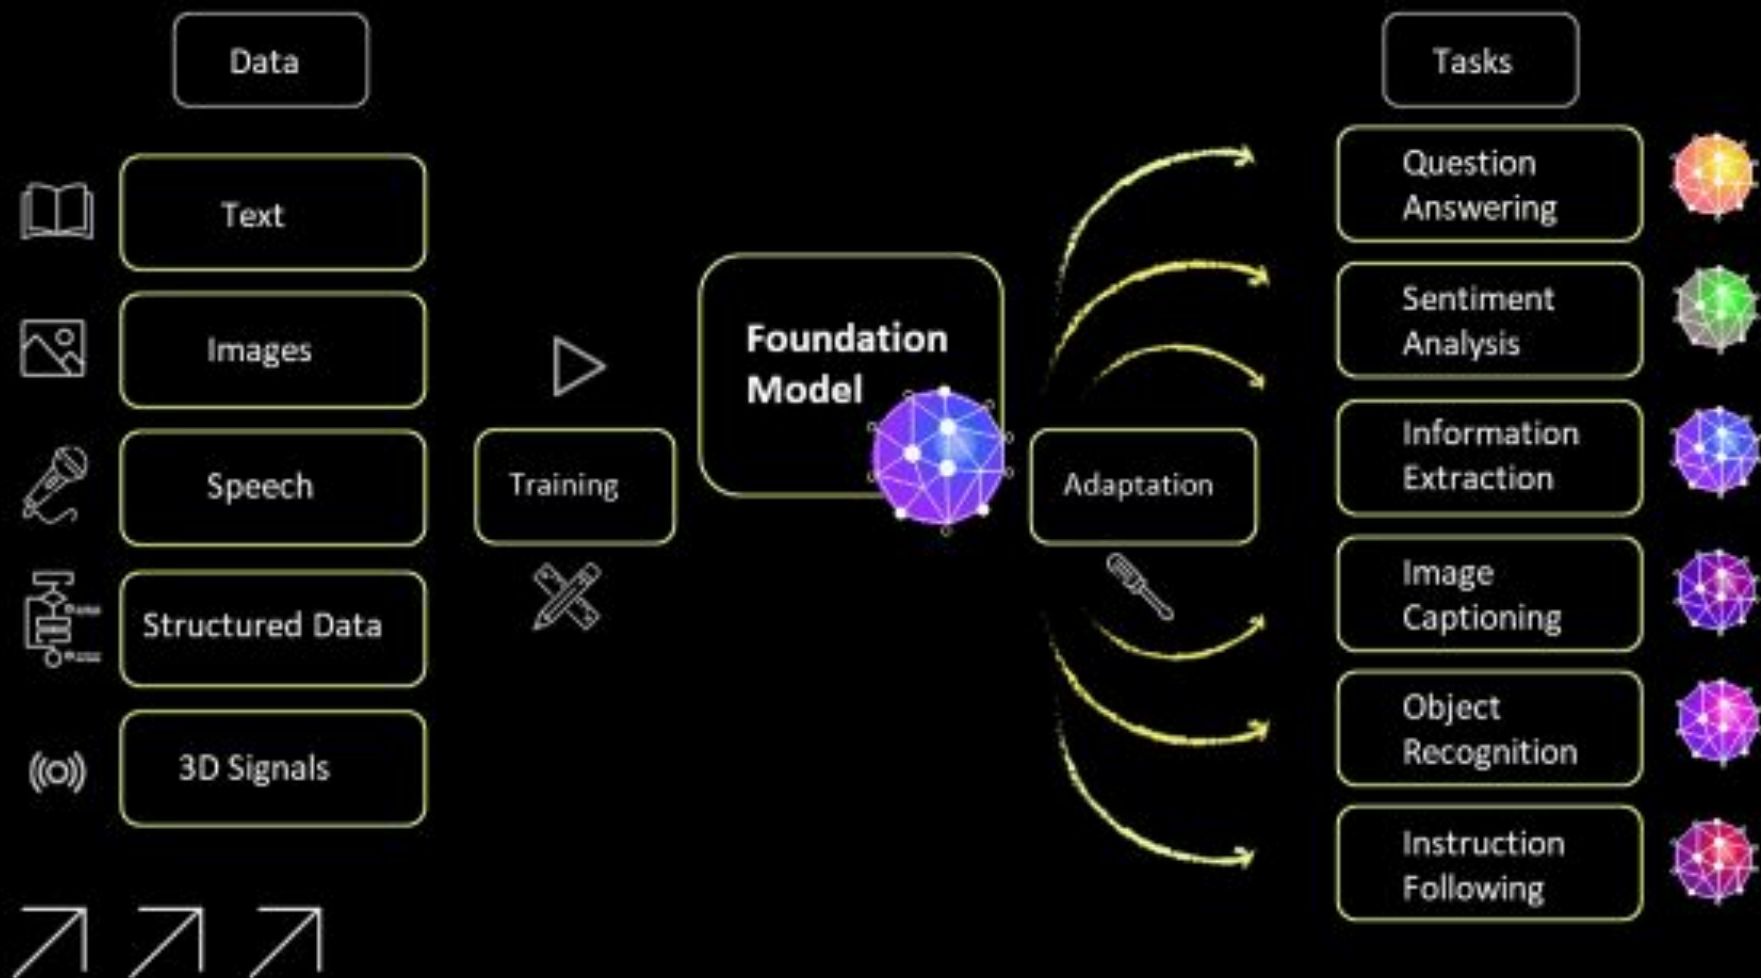 Data
Text
Images
Speech
Structured Data
3D Signals
Training
Foundation
Model
Adaptation
Tasks
Question
Answering
Sentiment
Analysis
Information
Extraction
Image
Captioning
Object
Recognition
Instruction
Following